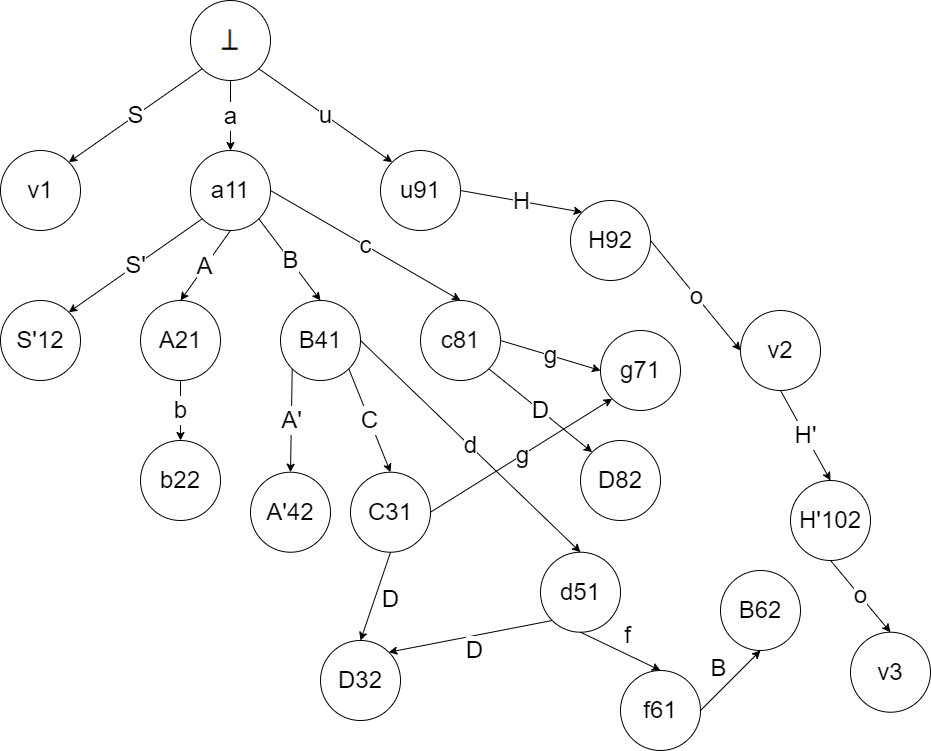 ⊥
S
a
u
v1
a11
u91
H
H92
S'
A
B
c
o
S'12
A21
B41
c81
g
g71
v2
b
A'
C
d
D
g
H'
b22
A'42
C31
D82
H'102
D
d51
o
B62
D
f
D32
B
f61
v3